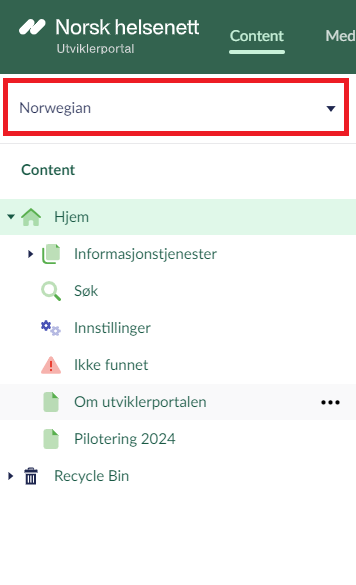 Norsk helsenett
Utviklerportal
Content
Med
Norwegian
Content
Hjem
Informasjonstjenester
Søk
Innstillinger
Ikke funnet
Om utviklerportalen
Pilotering 2024
Recycle Bin